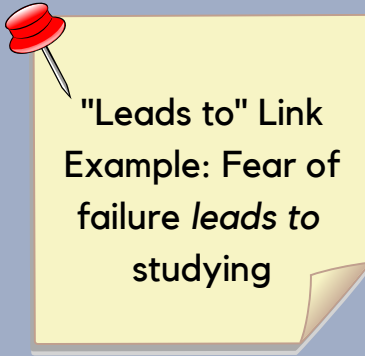 "Leads to" Link
Example: Fear of
failure leads to
studying